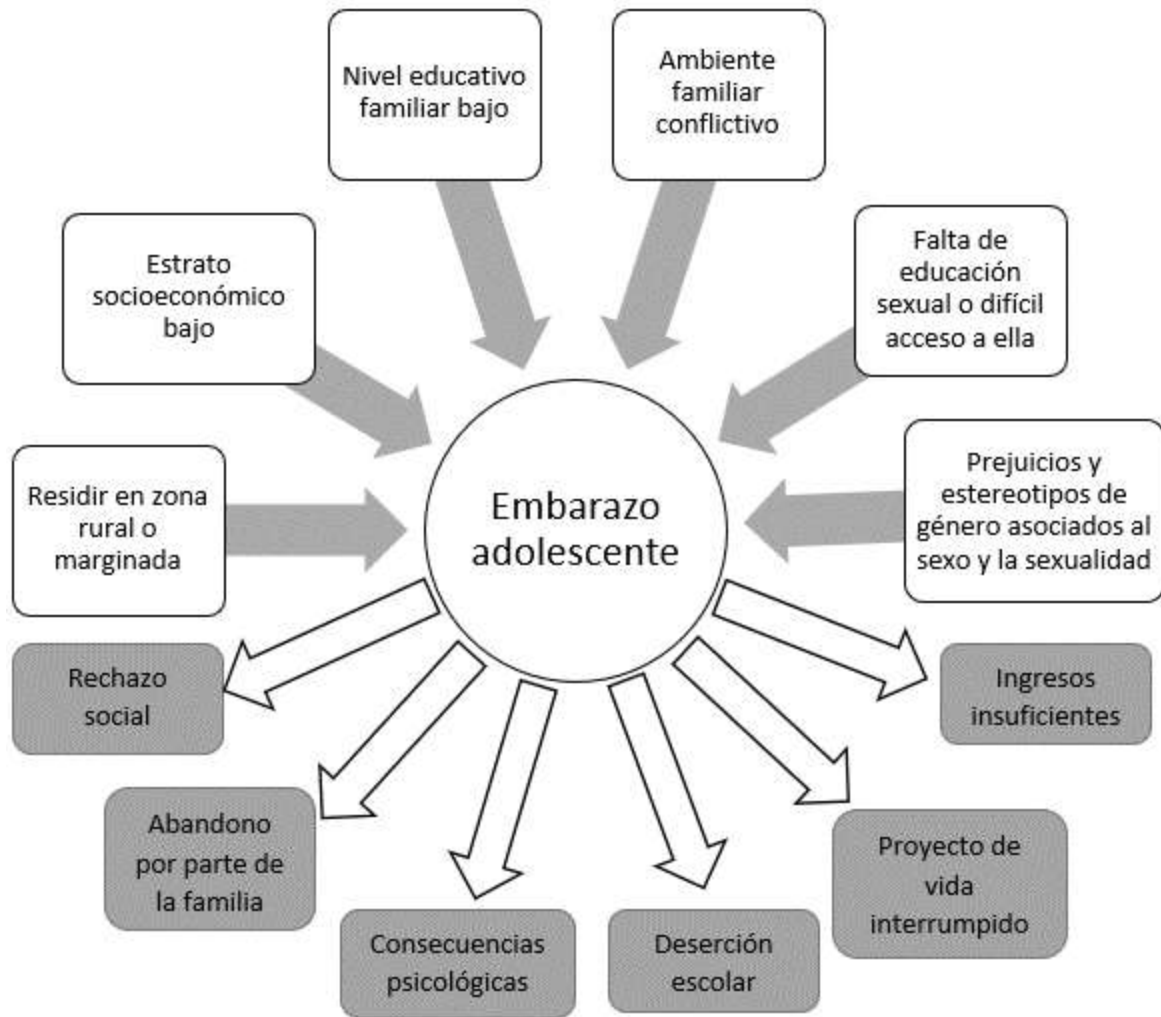 Nivel educativo
familiar bajo
Ambiente
familiar
conflictivo
Estrato
socioeconómico
bajo
Falta de
educación
sexual o difícil
acceso a ella
Residir en zona
rural o
marginada
Embarazo
adolescente
Prejuicios y
estereotipos de
género asociados al
sexo y la sexualidad
Rechazo
social
Ingresos
insuficientes
Abandono
por parte de
la familia
Proyecto de
vida
interrumpido
Consecuencias
psicológicas
Deserción
escolar